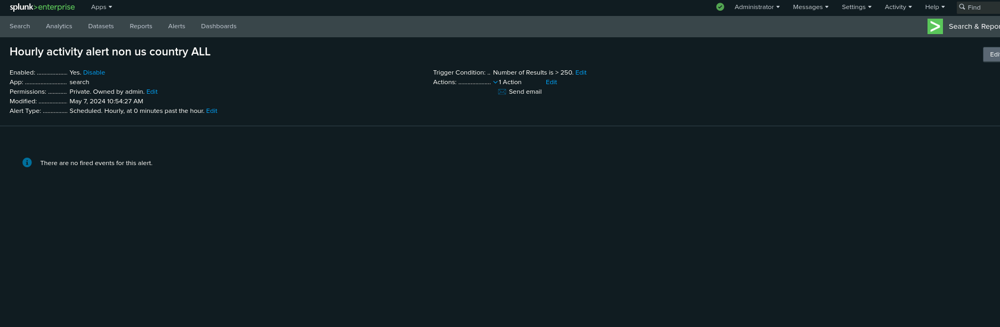 splunk>enterprise Apps Administrator Messages Settings Activity Help Find
Search Analytics Datasets Reports Alerts Dashboards > Search & Repor
Hourly activity alert non us country ALL
Edi
Enabled: ................... Yes. Disable
App: .......................... search
Permissions: ............ Private. Owned by admin. Edit
Modified: .................. May 7, 2024 10:54:27 AM
Alert Type: ............... Scheduled. Hourly, at 0 minutes past the hour. Edit
Trigger Condition: .. Number of Results is > 250. Edit
Actions: .................... 1 Action Edit
Send email
There are no fired events for this alert.